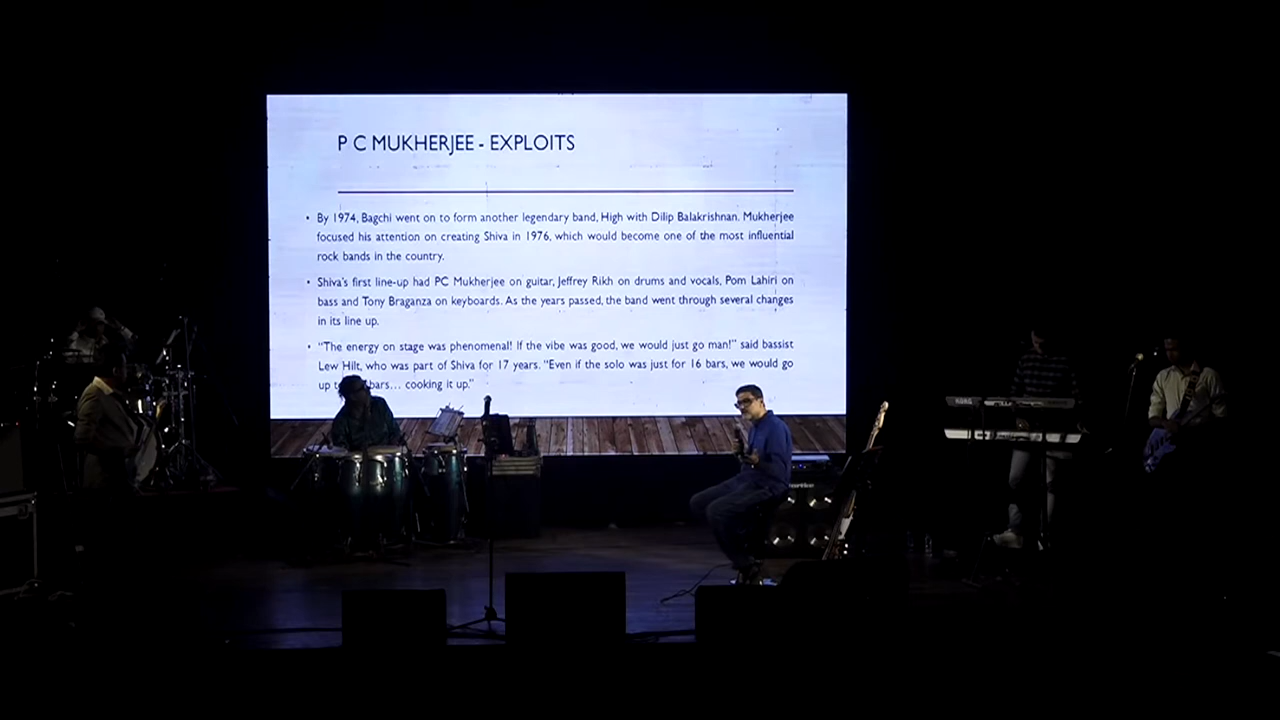 P C MUKHERJEE - EXPLOITS
• By 1974, Bagchi went on to form another legendary band, High with Dilip Balakrishnan. Mukherjee
focused his attention on creating Shiva in 1976, which would become one of the most influential
rock bands in the country.
• Shiva's first line-up had PC Mukherjee on guitar, Jeffrey Rikh on drums and vocals, Pom Lahiri on
bass and Tony Braganza on keyboards. As the years passed, the band went through several changes
in its line up.
• "The energy on stage was phenomenal! If the vibe was good, we would just go man!" said bassist
Lew Hilt, who was part of Shiva for 17 years. "Even if the solo was just for 16 bars, we would go
up bars… cooking it up."
KORG